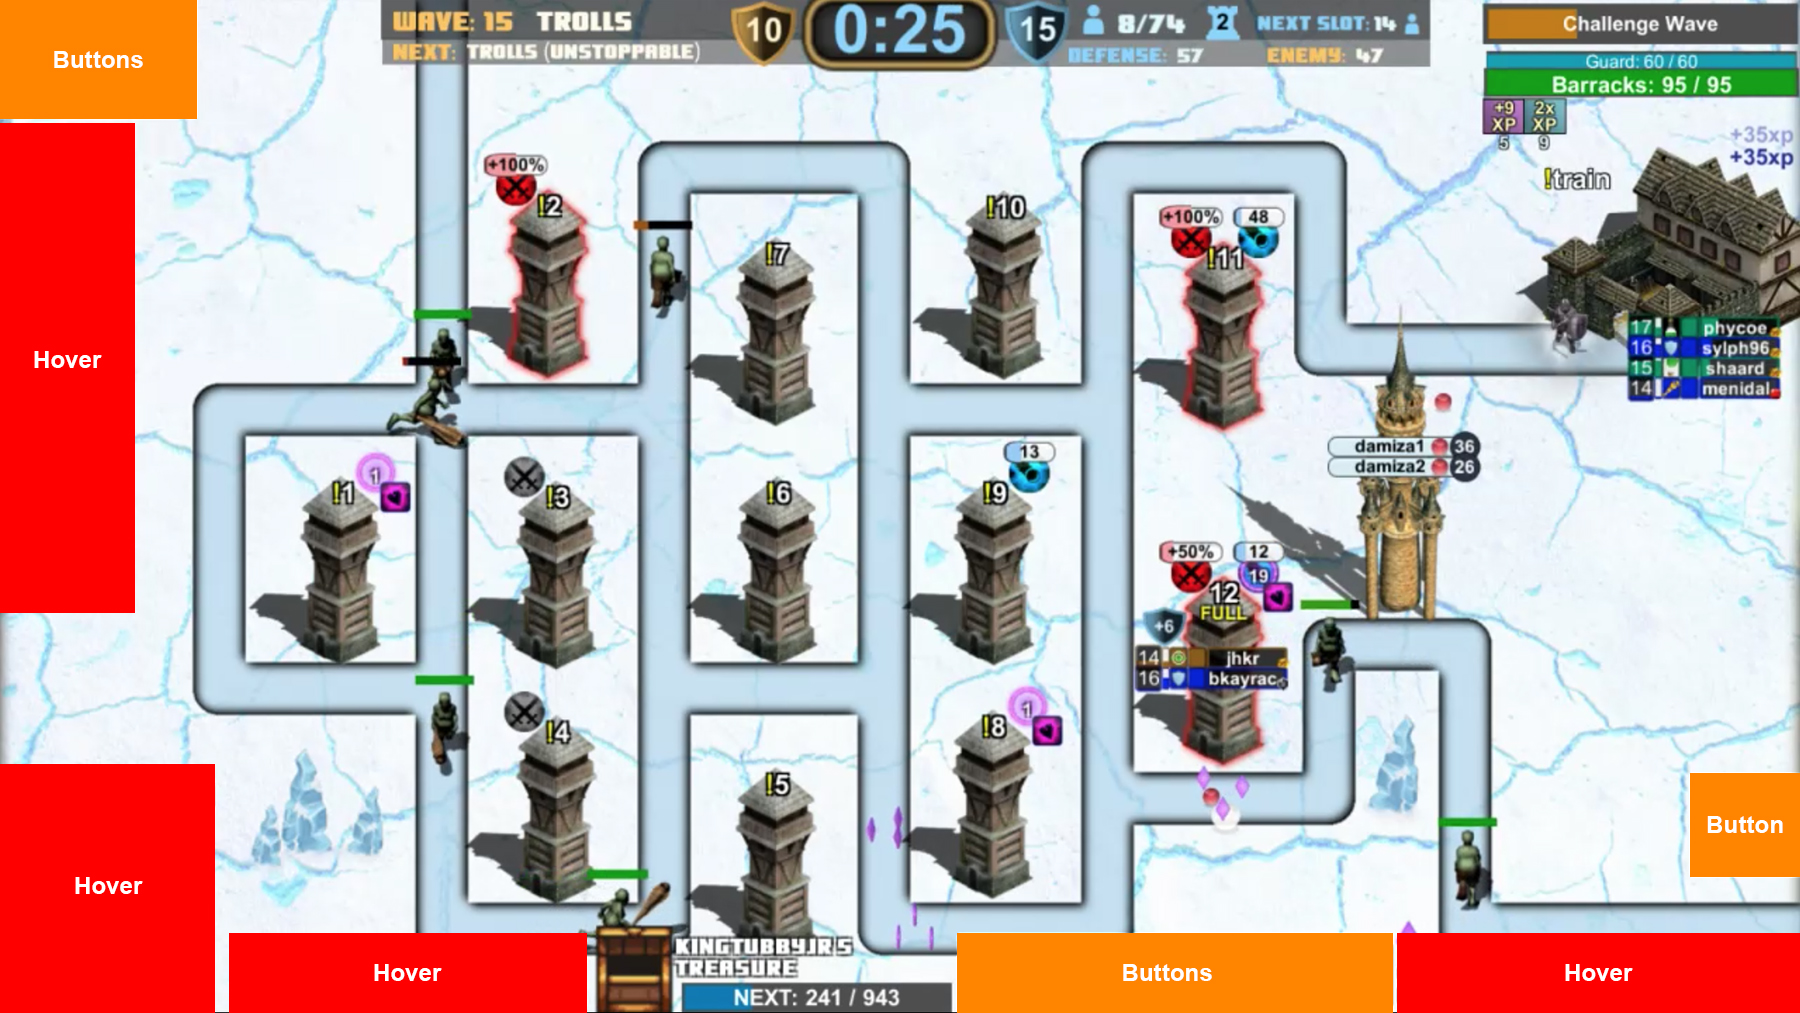 Buttons
WAVE: 15 TROLLS
NEXT: TROLLS (UNSTOPPABLE)
10
0:25
15
8/74
2
NEXT SLOT: 14
DEFENSE: 57
ENEMY: 47
Challenge Wave
Guard: 60 / 60
Barracks: 95 / 95
+9 XP
5
2x XP
9
+35xp
+35xp
!train
Hover
+100%
!2
!7
!10
+100%
48
!11
17 phycoe
16 sylph96
15 shaard
14 menidal
damiza1 36
damiza2 26
1
!1
!3
!6
13
!9
+50%
12
19
12
FULL
+6
14 jhkr
16 bkayrac
!4
!5
1
!8
Hover
Button
Hover
KINGTUBBYJR'S
TREASURE
NEXT: 241 / 943
Buttons
Hover